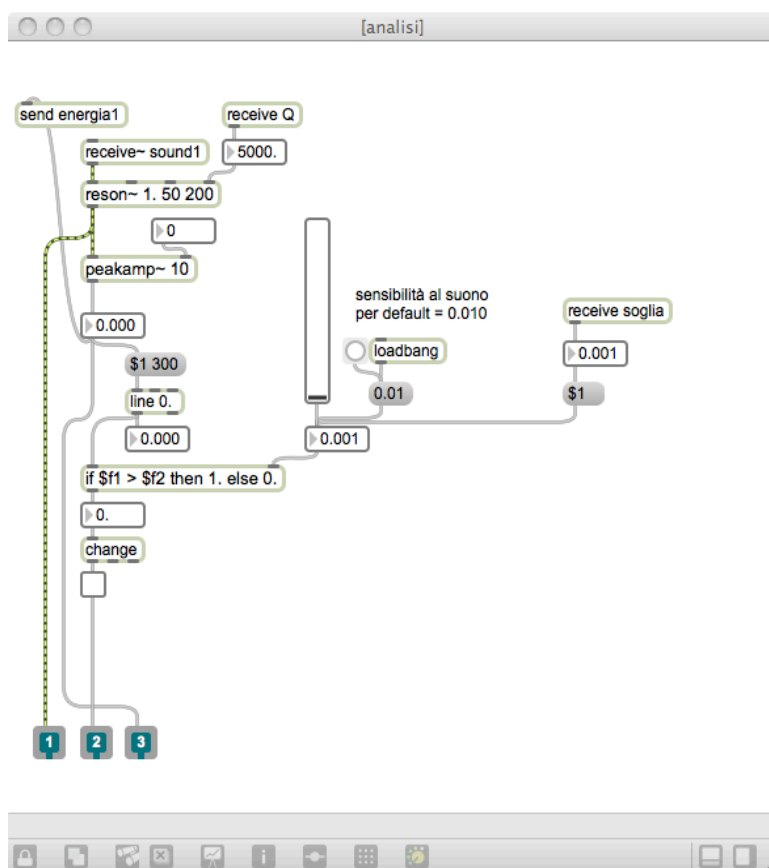 [analisi]
send energia1
receive Q
receive~ sound1
5000.
reson~ 1. 50 200
0
peakamp~ 10
sensibilità al suono
per default = 0.010
receive soglia
0.000
loadbang
0.001
$1 300
0.01
$1
line 0.
0.000
0.001
if $f1 > $f2 then 1. else 0.
0.
change
1
2
3